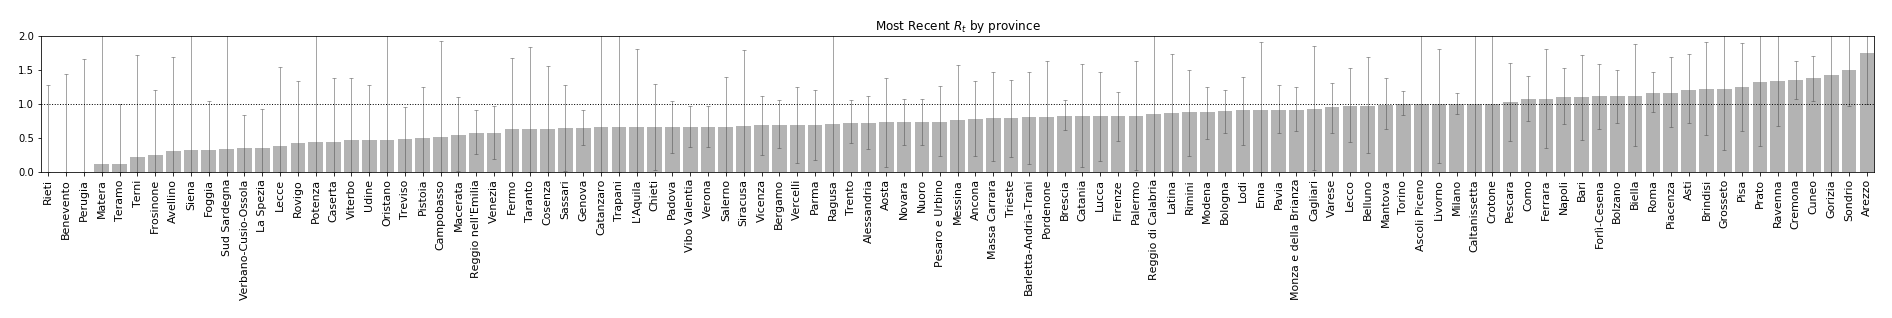 Most Recent R_t by province
2.0
1.5
1.0
0.5
0.0
Rieti
Benevento
Perugia
Matera
Teramo
Terni
Frosinone
Avellino
Siena
Foggia
Sud Sardegna
Verbano-Cusio-Ossola
La Spezia
Lecce
Rovigo
Potenza
Caserta
Viterbo
Udine
Oristano
Treviso
Pistoia
Campobasso
Macerata
Reggio nell'Emilia
Venezia
Fermo
Taranto
Cosenza
Sassari
Genova
Catanzaro
Trapani
L'Aquila
Chieti
Padova
Vibo Valentia
Verona
Salerno
Siracusa
Vicenza
Bergamo
Vercelli
Parma
Ragusa
Trento
Alessandria
Aosta
Novara
Nuoro
Pesaro e Urbino
Messina
Ancona
Massa Carrara
Trieste
Barletta-Andria-Trani
Pordenone
Brescia
Catania
Lucca
Firenze
Palermo
Reggio di Calabria
Latina
Rimini
Modena
Bologna
Lodi
Enna
Pavia
Monza e della Brianza
Cagliari
Varese
Lecco
Belluno
Mantova
Torino
Ascoli Piceno
Livorno
Milano
Caltanissetta
Crotone
Pescara
Como
Ferrara
Napoli
Bari
Forlì-Cesena
Bolzano
Biella
Roma
Piacenza
Asti
Brindisi
Grosseto
Pisa
Prato
Ravenna
Cremona
Cuneo
Gorizia
Sondrio
Arezzo